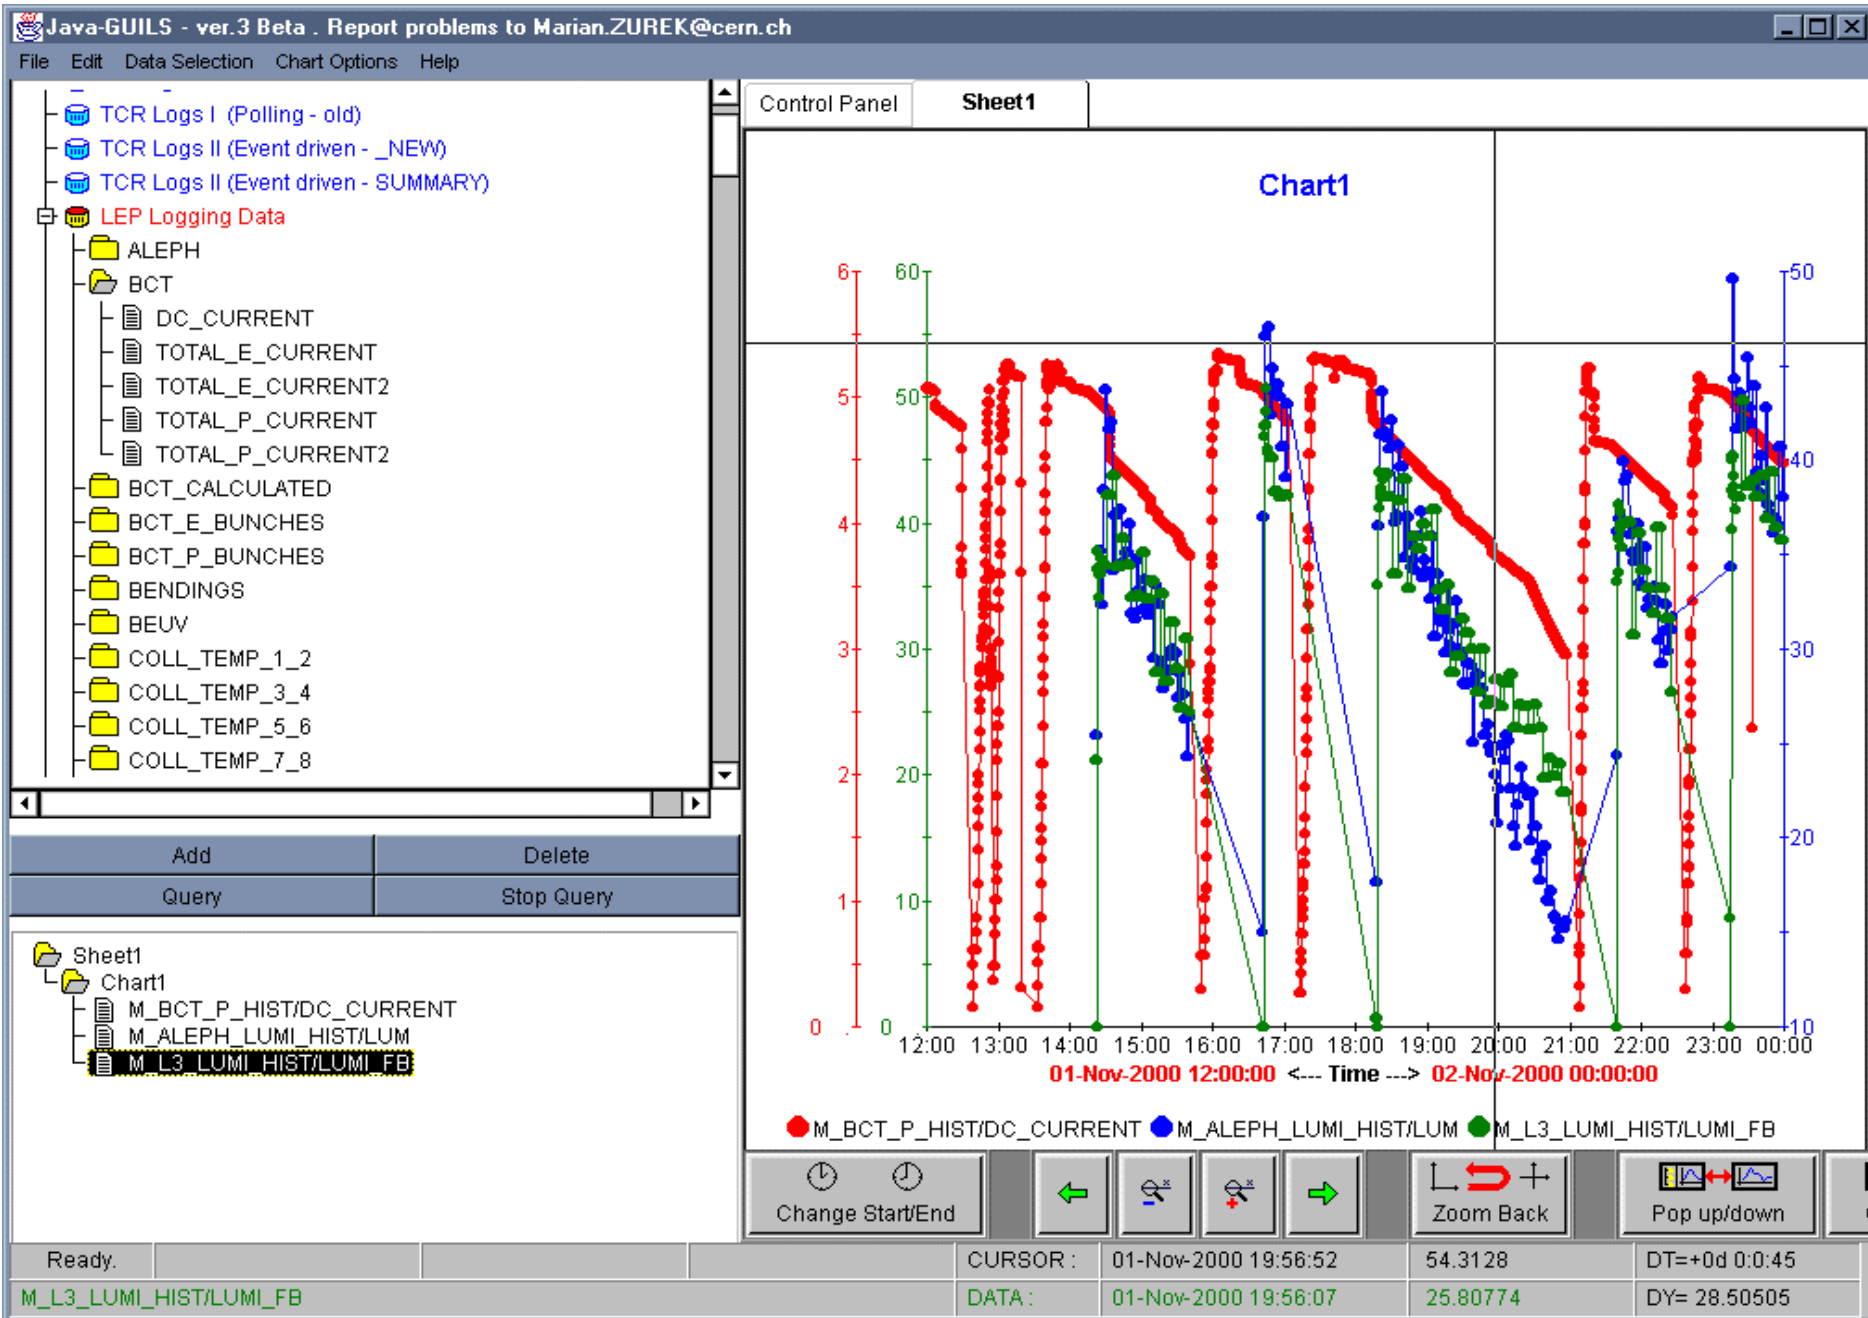 Java-GUILS - ver.3 Beta . Report problems to Marian.ZUREK@cern.ch
File Edit Data Selection Chart Options Help
TCR Logs I (Polling - old)
TCR Logs II (Event driven - _NEW)
TCR Logs II (Event driven - SUMMARY)
LEP Logging Data
ALEPH
BCT
DC_CURRENT
TOTAL_E_CURRENT
TOTAL_E_CURRENT2
TOTAL_P_CURRENT
TOTAL_P_CURRENT2
BCT_CALCULATED
BCT_E_BUNCHES
BCT_P_BUNCHES
BENDINGS
BEUV
COLL_TEMP_1_2
COLL_TEMP_3_4
COLL_TEMP_5_6
COLL_TEMP_7_8
Add Delete
Query Stop Query
Sheet1
Chart1
M_BCT_P_HIST/DC_CURRENT
M_ALEPH_LUMI_HIST/LUM
M_L3_LUMI_HIST/LUMI_FB
Control Panel Sheet1
Chart1
6 60 50
5 50
40
4 40
3 30 30
2 20
20
1 10
0 0 10
12:00 13:00 14:00 15:00 16:00 17:00 18:00 19:00 20:00 21:00 22:00 23:00 00:00
01-Nov-2000 12:00:00 <--- Time ---> 02-Nov-2000 00:00:00
M_BCT_P_HIST/DC_CURRENT M_ALEPH_LUMI_HIST/LUM M_L3_LUMI_HIST/LUMI_FB
Change Start/End Zoom Back Pop up/down
Ready. CURSOR : 01-Nov-2000 19:56:52 54.3128 DT=+0d 0:0:45
M_L3_LUMI_HIST/LUMI_FB DATA : 01-Nov-2000 19:56:07 25.80774 DY= 28.50505